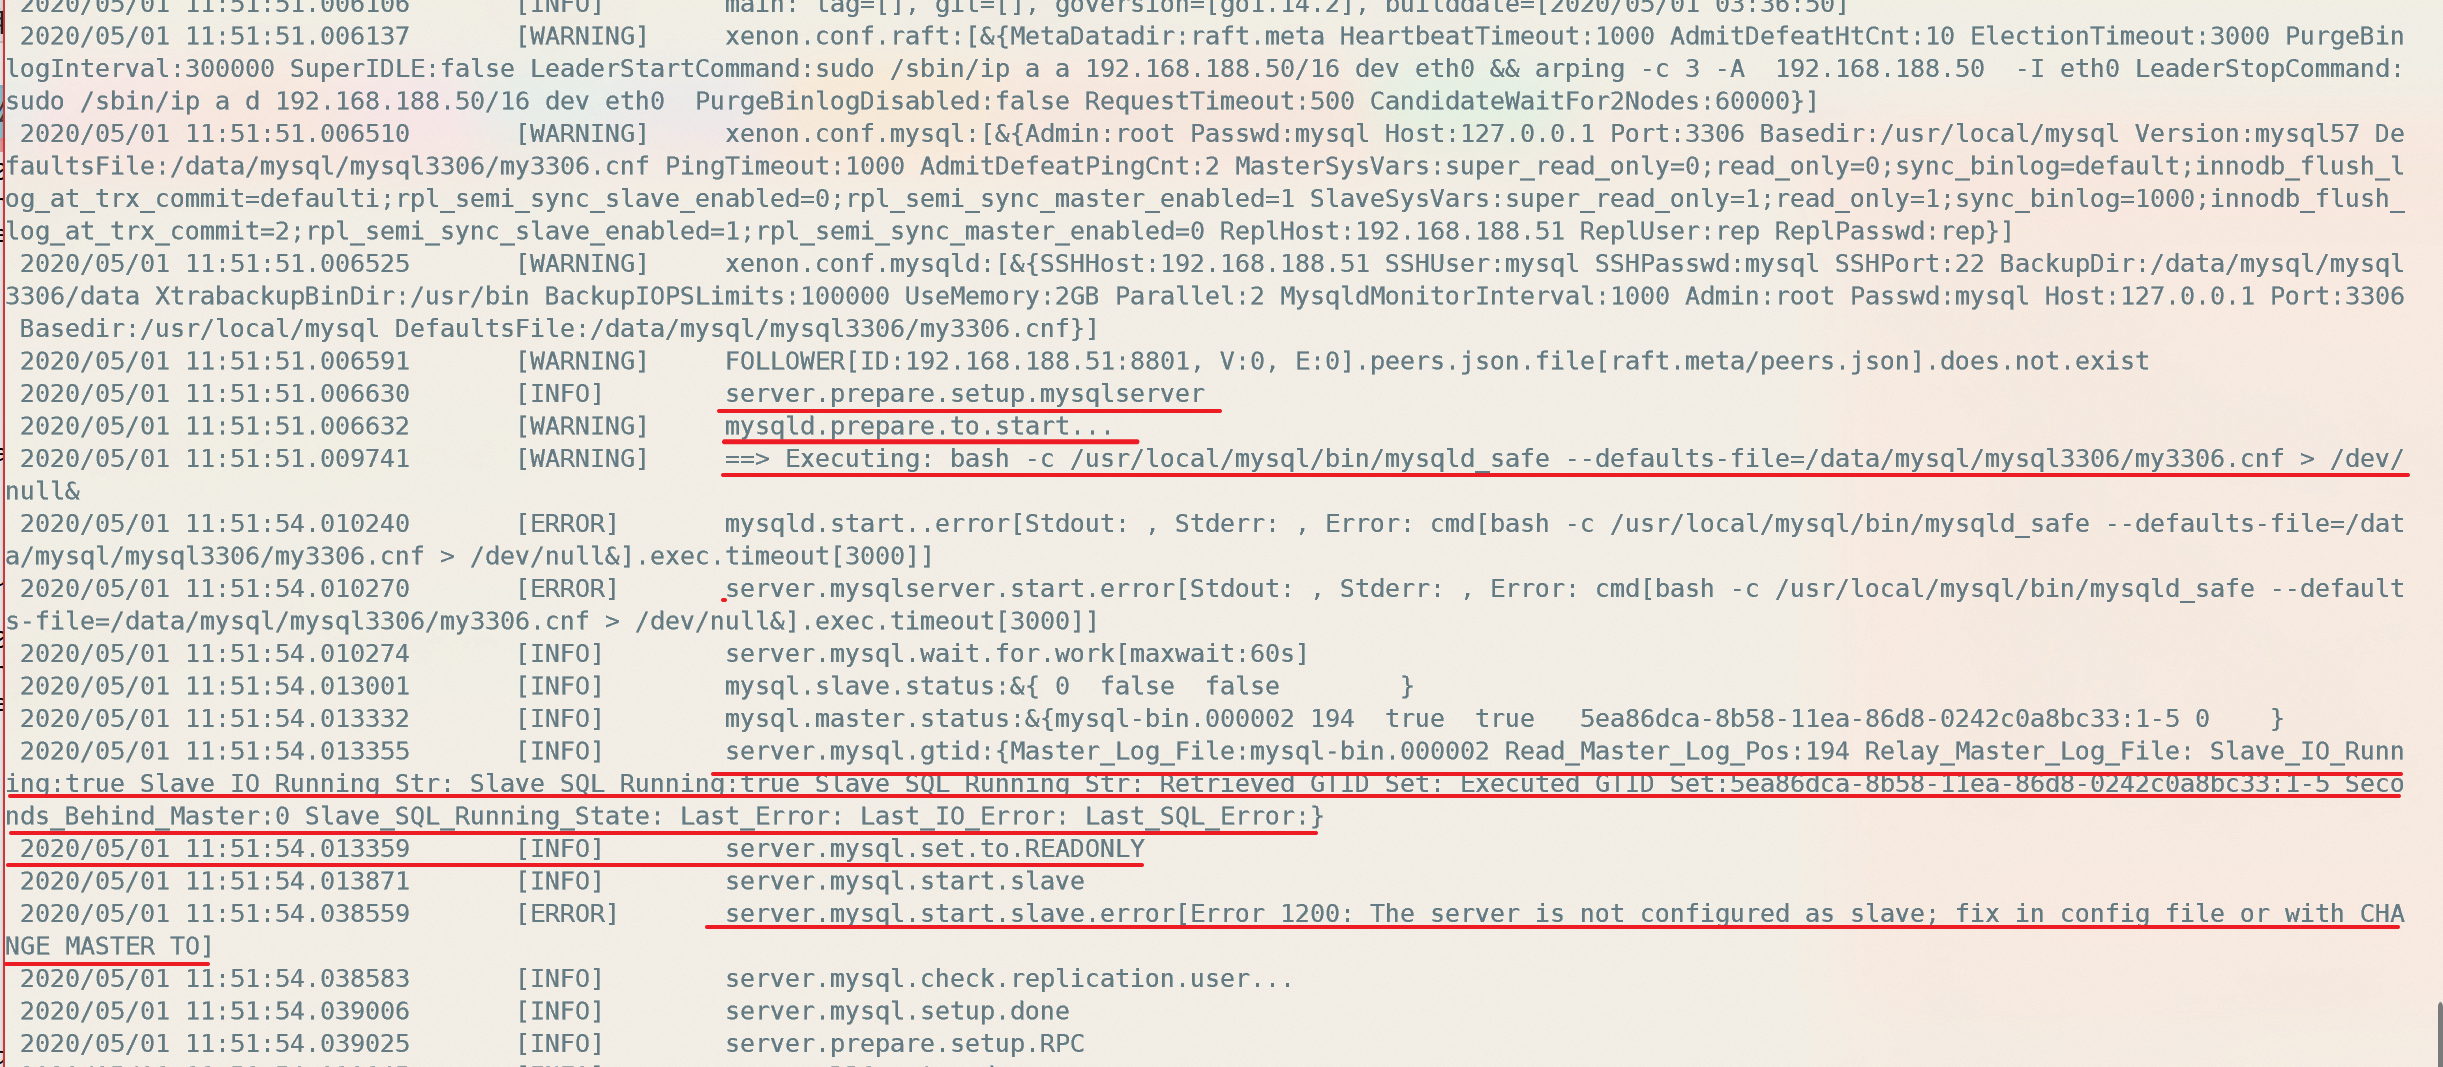 2020/05/01 11:51:51.006106 [INFO] main: tag=[], git=[], goversion=[go1.14.2], builddate=[2020/05/01 03:36:50]
2020/05/01 11:51:51.006137 [WARNING] xenon.conf.raft:[&{MetaDatadir:raft.meta HeartbeatTimeout:1000 AdmitDefeatHtCnt:10 ElectionTimeout:3000 PurgeBin
logInterval:300000 SuperIDLE:false LeaderStartCommand:sudo /sbin/ip a a 192.168.188.50/16 dev eth0 && arping -c 3 -A  192.168.188.50  -I eth0 LeaderStopCommand:
sudo /sbin/ip a d 192.168.188.50/16 dev eth0  PurgeBinlogDisabled:false RequestTimeout:500 CandidateWaitFor2Nodes:60000}]
2020/05/01 11:51:51.006510 [WARNING] xenon.conf.mysql:[&{Admin:root Passwd:mysql Host:127.0.0.1 Port:3306 Basedir:/usr/local/mysql Version:mysql57 De
faultsFile:/data/mysql/mysql3306/my3306.cnf PingTimeout:1000 AdmitDefeatPingCnt:2 MasterSysVars:super_read_only=0;read_only=0;sync_binlog=default;innodb_flush_l
og_at_trx_commit=defaulti;rpl_semi_sync_slave_enabled=0;rpl_semi_sync_master_enabled=1 SlaveSysVars:super_read_only=1;read_only=1;sync_binlog=1000;innodb_flush_
log_at_trx_commit=2;rpl_semi_sync_slave_enabled=1;rpl_semi_sync_master_enabled=0 ReplHost:192.168.188.51 ReplUser:rep ReplPasswd:rep}]
2020/05/01 11:51:51.006525 [WARNING] xenon.conf.mysqld:[&{SSHHost:192.168.188.51 SSHUser:mysql SSHPasswd:mysql SSHPort:22 BackupDir:/data/mysql/mysql
3306/data XtrabackupBinDir:/usr/bin BackupIOPSLimits:100000 UseMemory:2GB Parallel:2 MysqldMonitorInterval:1000 Admin:root Passwd:mysql Host:127.0.0.1 Port:3306
Basedir:/usr/local/mysql DefaultsFile:/data/mysql/mysql3306/my3306.cnf}]
2020/05/01 11:51:51.006591 [WARNING] FOLLOWER[ID:192.168.188.51:8801, V:0, E:0].peers.json.file[raft.meta/peers.json].does.not.exist
2020/05/01 11:51:51.006630 [INFO] server.prepare.setup.mysqlserver
2020/05/01 11:51:51.006632 [WARNING] mysqld.prepare.to.start...
2020/05/01 11:51:51.009741 [WARNING] ==> Executing: bash -c /usr/local/mysql/bin/mysqld_safe --defaults-file=/data/mysql/mysql3306/my3306.cnf > /dev/
null&
2020/05/01 11:51:54.010240 [ERROR] mysqld.start..error[Stdout: , Stderr: , Error: cmd[bash -c /usr/local/mysql/bin/mysqld_safe --defaults-file=/dat
a/mysql/mysql3306/my3306.cnf > /dev/null&].exec.timeout[3000]]
2020/05/01 11:51:54.010270 [ERROR] server.mysqlserver.start.error[Stdout: , Stderr: , Error: cmd[bash -c /usr/local/mysql/bin/mysqld_safe --default
s-file=/data/mysql/mysql3306/my3306.cnf > /dev/null&].exec.timeout[3000]]
2020/05/01 11:51:54.010274 [INFO] server.mysql.wait.for.work[maxwait:60s]
2020/05/01 11:51:54.013001 [INFO] mysql.slave.status:&{ 0  false  false        }
2020/05/01 11:51:54.013332 [INFO] mysql.master.status:&{mysql-bin.000002 194  true  true   5ea86dca-8b58-11ea-86d8-0242c0a8bc33:1-5 0    }
2020/05/01 11:51:54.013355 [INFO] server.mysql.gtid:{Master_Log_File:mysql-bin.000002 Read_Master_Log_Pos:194 Relay_Master_Log_File: Slave_IO_Runn
ing:true Slave_IO_Running_Str: Slave_SQL_Running:true Slave_SQL_Running_Str: Retrieved_GTID_Set: Executed_GTID_Set:5ea86dca-8b58-11ea-86d8-0242c0a8bc33:1-5 Seco
nds_Behind_Master:0 Slave_SQL_Running_State: Last_Error: Last_IO_Error: Last_SQL_Error:}
2020/05/01 11:51:54.013359 [INFO] server.mysql.set.to.READONLY
2020/05/01 11:51:54.013871 [INFO] server.mysql.start.slave
2020/05/01 11:51:54.038559 [ERROR] server.mysql.start.slave.error[Error 1200: The server is not configured as slave; fix in config file or with CHA
NGE MASTER TO]
2020/05/01 11:51:54.038583 [INFO] server.mysql.check.replication.user...
2020/05/01 11:51:54.039006 [INFO] server.mysql.setup.done
2020/05/01 11:51:54.039025 [INFO] server.prepare.setup.RPC